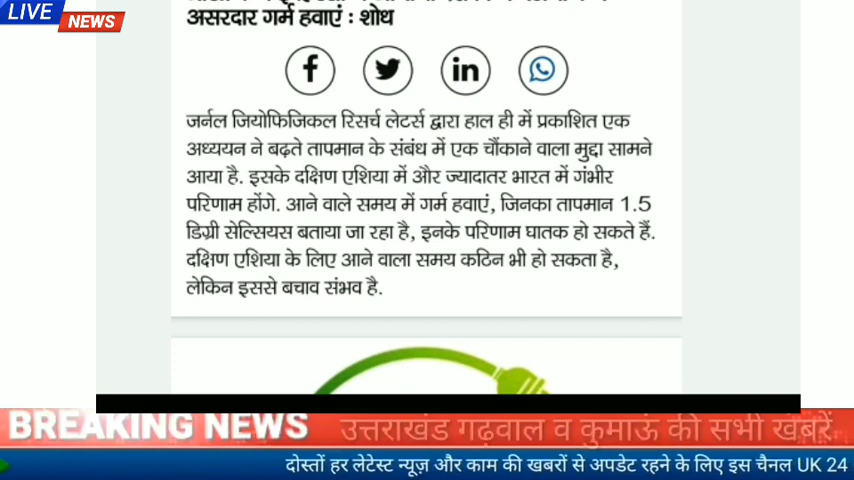 LIVE
NEWS
असरदार गर्म हवाएं : शोध
जर्नल जियोफिजिकल रिसर्च लेटर्स द्वारा हाल ही में प्रकाशित एक
अध्ययन ने बढ़ते तापमान के संबंध में एक चौंकाने वाला मुद्दा सामने
आया है. इसके दक्षिण एशिया में और ज्यादातर भारत में गंभीर
परिणाम होंगे. आने वाले समय में गर्म हवाएं, जिनका तापमान 1.5
डिग्री सेल्सियस बताया जा रहा है, इनके परिणाम घातक हो सकते हैं.
दक्षिण एशिया के लिए आने वाला समय कठिन भी हो सकता है,
लेकिन इससे बचाव संभव है.
BREAKING NEWS उत्तराखंड गढ़वाल व कुमाऊं की सभी खबरें
दोस्तों हर लेटेस्ट न्यूज़ और काम की खबरों से अपडेट रहने के लिए इस चैनल UK 24